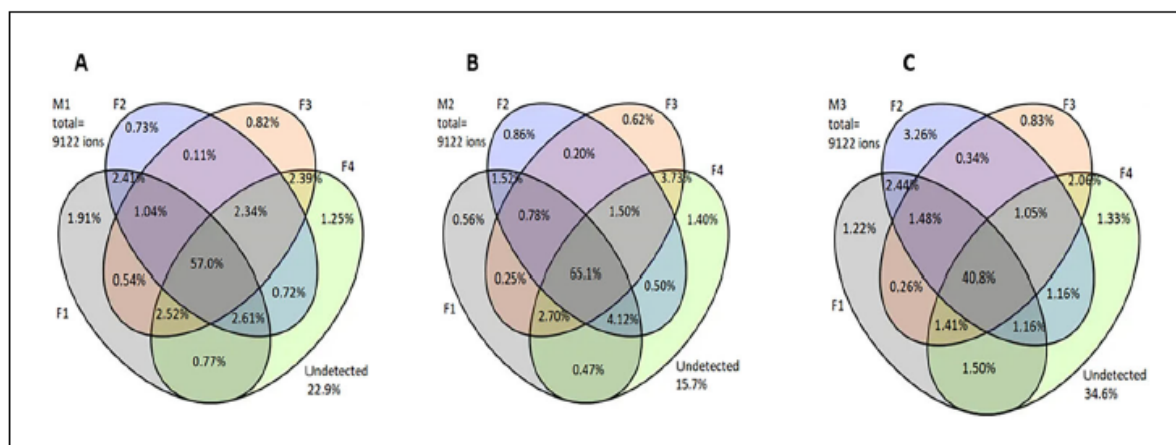 A
M1
total=
9122 ions
F2
F3
0.73%
0.82%
0.11%
F4
2.41%
2.39%
1.91%
1.04%
2.34%
1.25%
57.0%
0.54%
0.72%
F1
2.52%
2.61%
0.77%
Undetected
22.9%
B
M2
total=
9122 ions
F2
F3
0.86%
0.62%
0.20%
F4
1.52%
3.73%
0.56%
0.78%
1.50%
1.40%
65.1%
0.25%
0.50%
F1
2.70%
4.12%
0.47%
Undetected
15.7%
C
M3
total=
9122 ions
F2
F3
3.26%
0.83%
0.34%
F4
2.44%
2.06%
1.22%
1.48%
1.05%
1.33%
40.8%
0.26%
1.16%
F1
1.41%
1.16%
1.50%
Undetected
34.6%